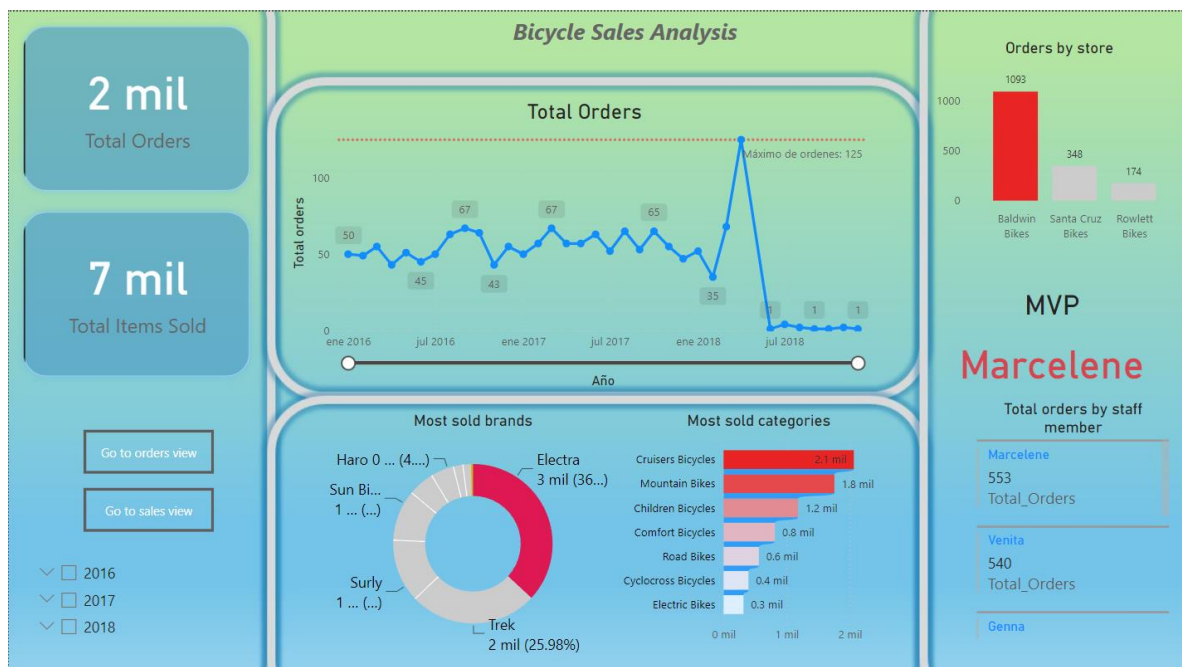 Bicycle Sales Analysis
2 mil
Total Orders
7 mil
Total Items Sold
Go to orders view
Go to sales view
2016
2017
2018
Total Orders
Máximo de ordenes: 125
Total orders
100
50
0
50
45
67
43
67
65
35
1
1
1
ene 2016
jul 2016
ene 2017
jul 2017
ene 2018
jul 2018
Año
Most sold brands
Haro 0 ... (4....)
Electra
3 mil (36...)
Sun Bi...
1 ... (...)
Surly
1 ... (...)
Trek
2 mil (25.98%)
Most sold categories
Cruisers Bicycles
2.1 mil
Mountain Bikes
1.8 mil
Children Bicycles
1.2 mil
Comfort Bicycles
0.8 mil
Road Bikes
0.6 mil
Cyclocross Bicycles
0.4 mil
Electric Bikes
0.3 mil
0 mil
1 mil
2 mil
Orders by store
1000
500
0
1093
348
174
Baldwin
Bikes
Santa Cruz
Bikes
Rowlett
Bikes
MVP
Marcelene
Total orders by staff
member
Marcelene
553
Total_Orders
Venita
540
Total_Orders
Genna